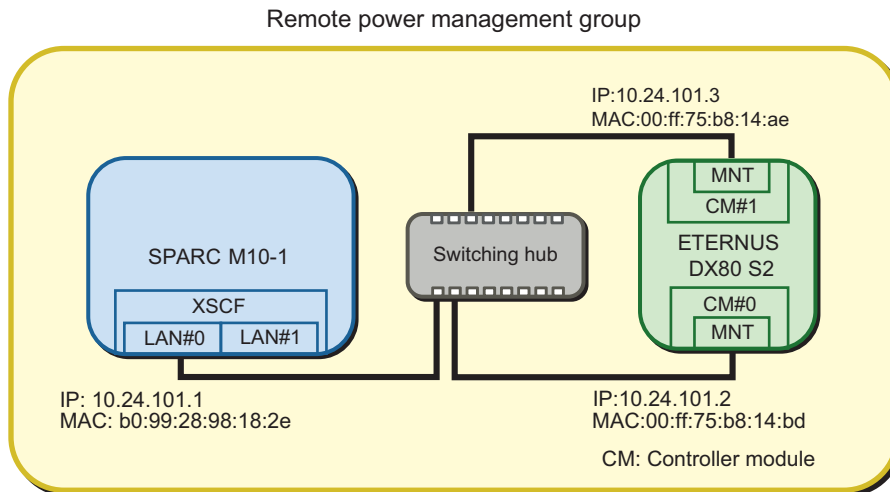 Remote power management group
IP:10.24.101.3
MAC:00:ff:75:b8:14:ae
MNT
CM#1
SPARC M10-1
Switching hub
ETERNUS
DX80 S2
XSCF
CM#0
LAN#0
LAN#1
MNT
IP: 10.24.101.1
MAC: b0:99:28:98:18:2e
IP:10.24.101.2
MAC:00:ff:75:b8:14:bd
CM: Controller module